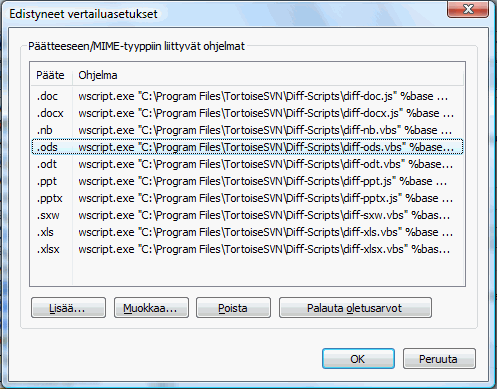 Edistyneet vertailuasetukset
Päätteeseen/MIME-tyyppiin liittyvät ohjelmat
Pääte Ohjelma
.doc wscript.exe "C:\Program Files\TortoiseSVN\Diff-Scripts\diff-doc.js" %base ...
.docx wscript.exe "C:\Program Files\TortoiseSVN\Diff-Scripts\diff-docx.js" %base ...
.nb wscript.exe "C:\Program Files\TortoiseSVN\Diff-Scripts\diff-nb.vbs" %base ...
.ods wscript.exe "C:\Program Files\TortoiseSVN\Diff-Scripts\diff-ods.vbs" %base...
.odt wscript.exe "C:\Program Files\TortoiseSVN\Diff-Scripts\diff-odt.vbs" %base ...
.ppt wscript.exe "C:\Program Files\TortoiseSVN\Diff-Scripts\diff-ppt.js" %base ...
.pptx wscript.exe "C:\Program Files\TortoiseSVN\Diff-Scripts\diff-pptx.js" %base ...
.sxw wscript.exe "C:\Program Files\TortoiseSVN\Diff-Scripts\diff-sxw.vbs" %bas...
.xls wscript.exe "C:\Program Files\TortoiseSVN\Diff-Scripts\diff-xls.vbs" %base ...
.xlsx wscript.exe "C:\Program Files\TortoiseSVN\Diff-Scripts\diff-xlsx.vbs" %bas...
Lisää... Muokkaa... Poista Palauta oletusarvot
OK Peruuta